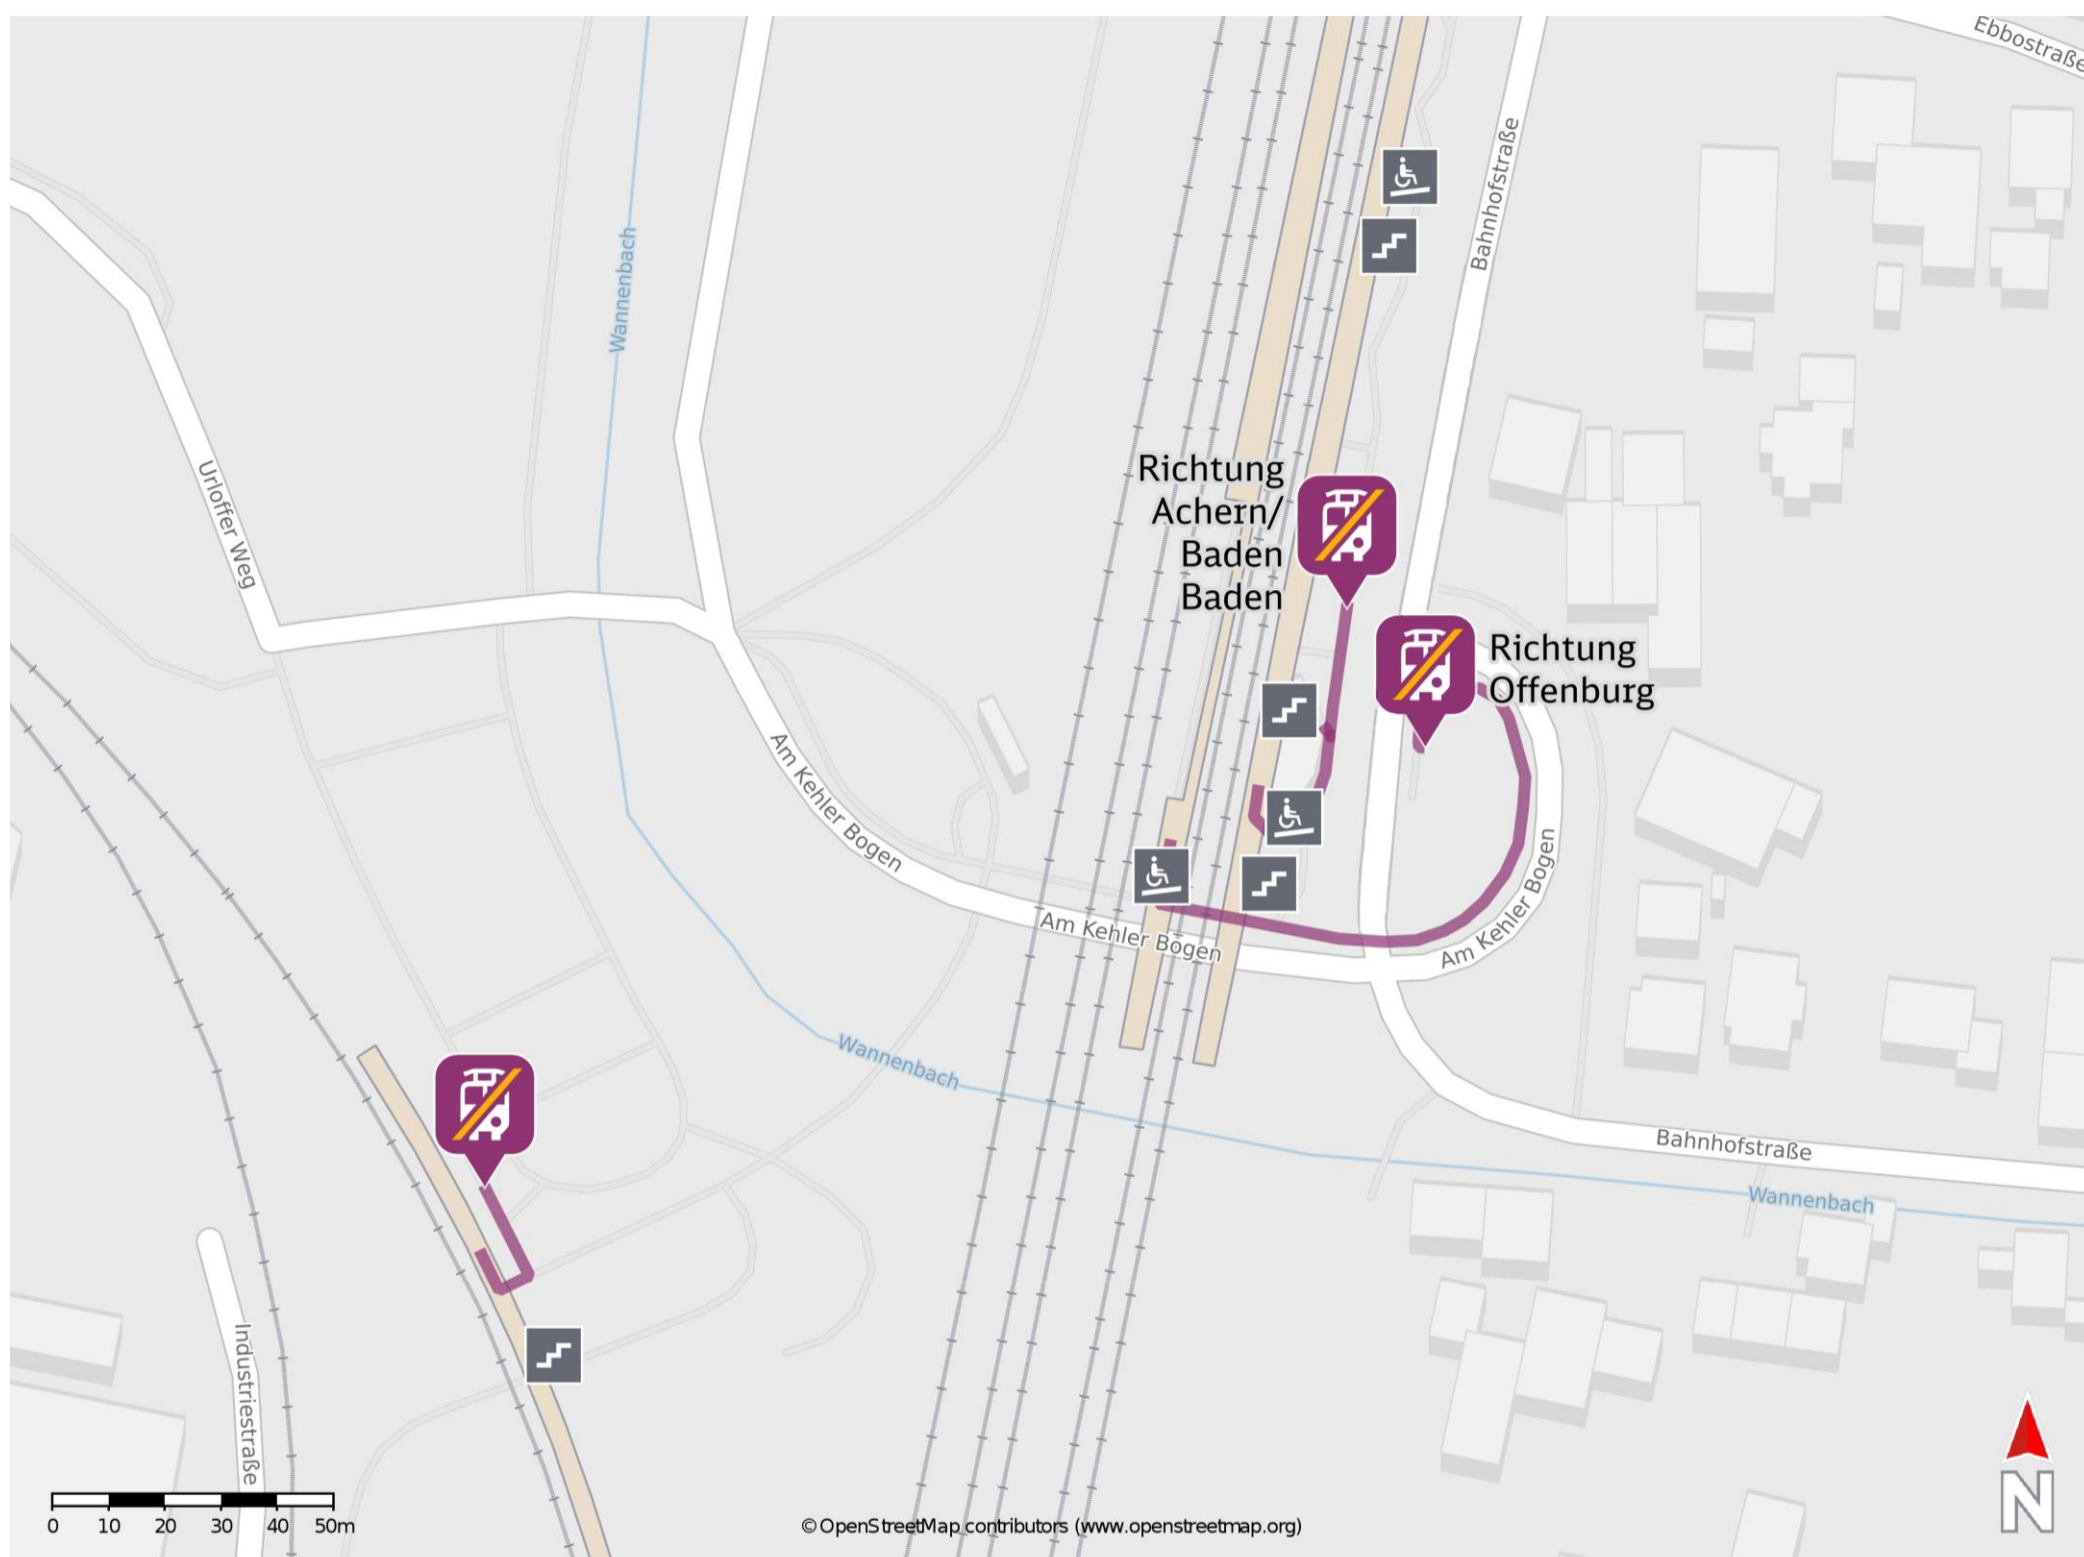 Ebbostraße
Bahnhofstraße
Wannenbach
Urloffer Weg
Richtung
Achern/
Baden
Baden
Richtung
Offenburg
Am Kehler Bogen
Am Kehler Bogen
Am Kehler Bogen
Wannenbach
Bahnhofstraße
Wannenbach
Industriestraße
0 10 20 30 40 50m
©OpenStreetMap contributors (www.openstreetmap.org)
N